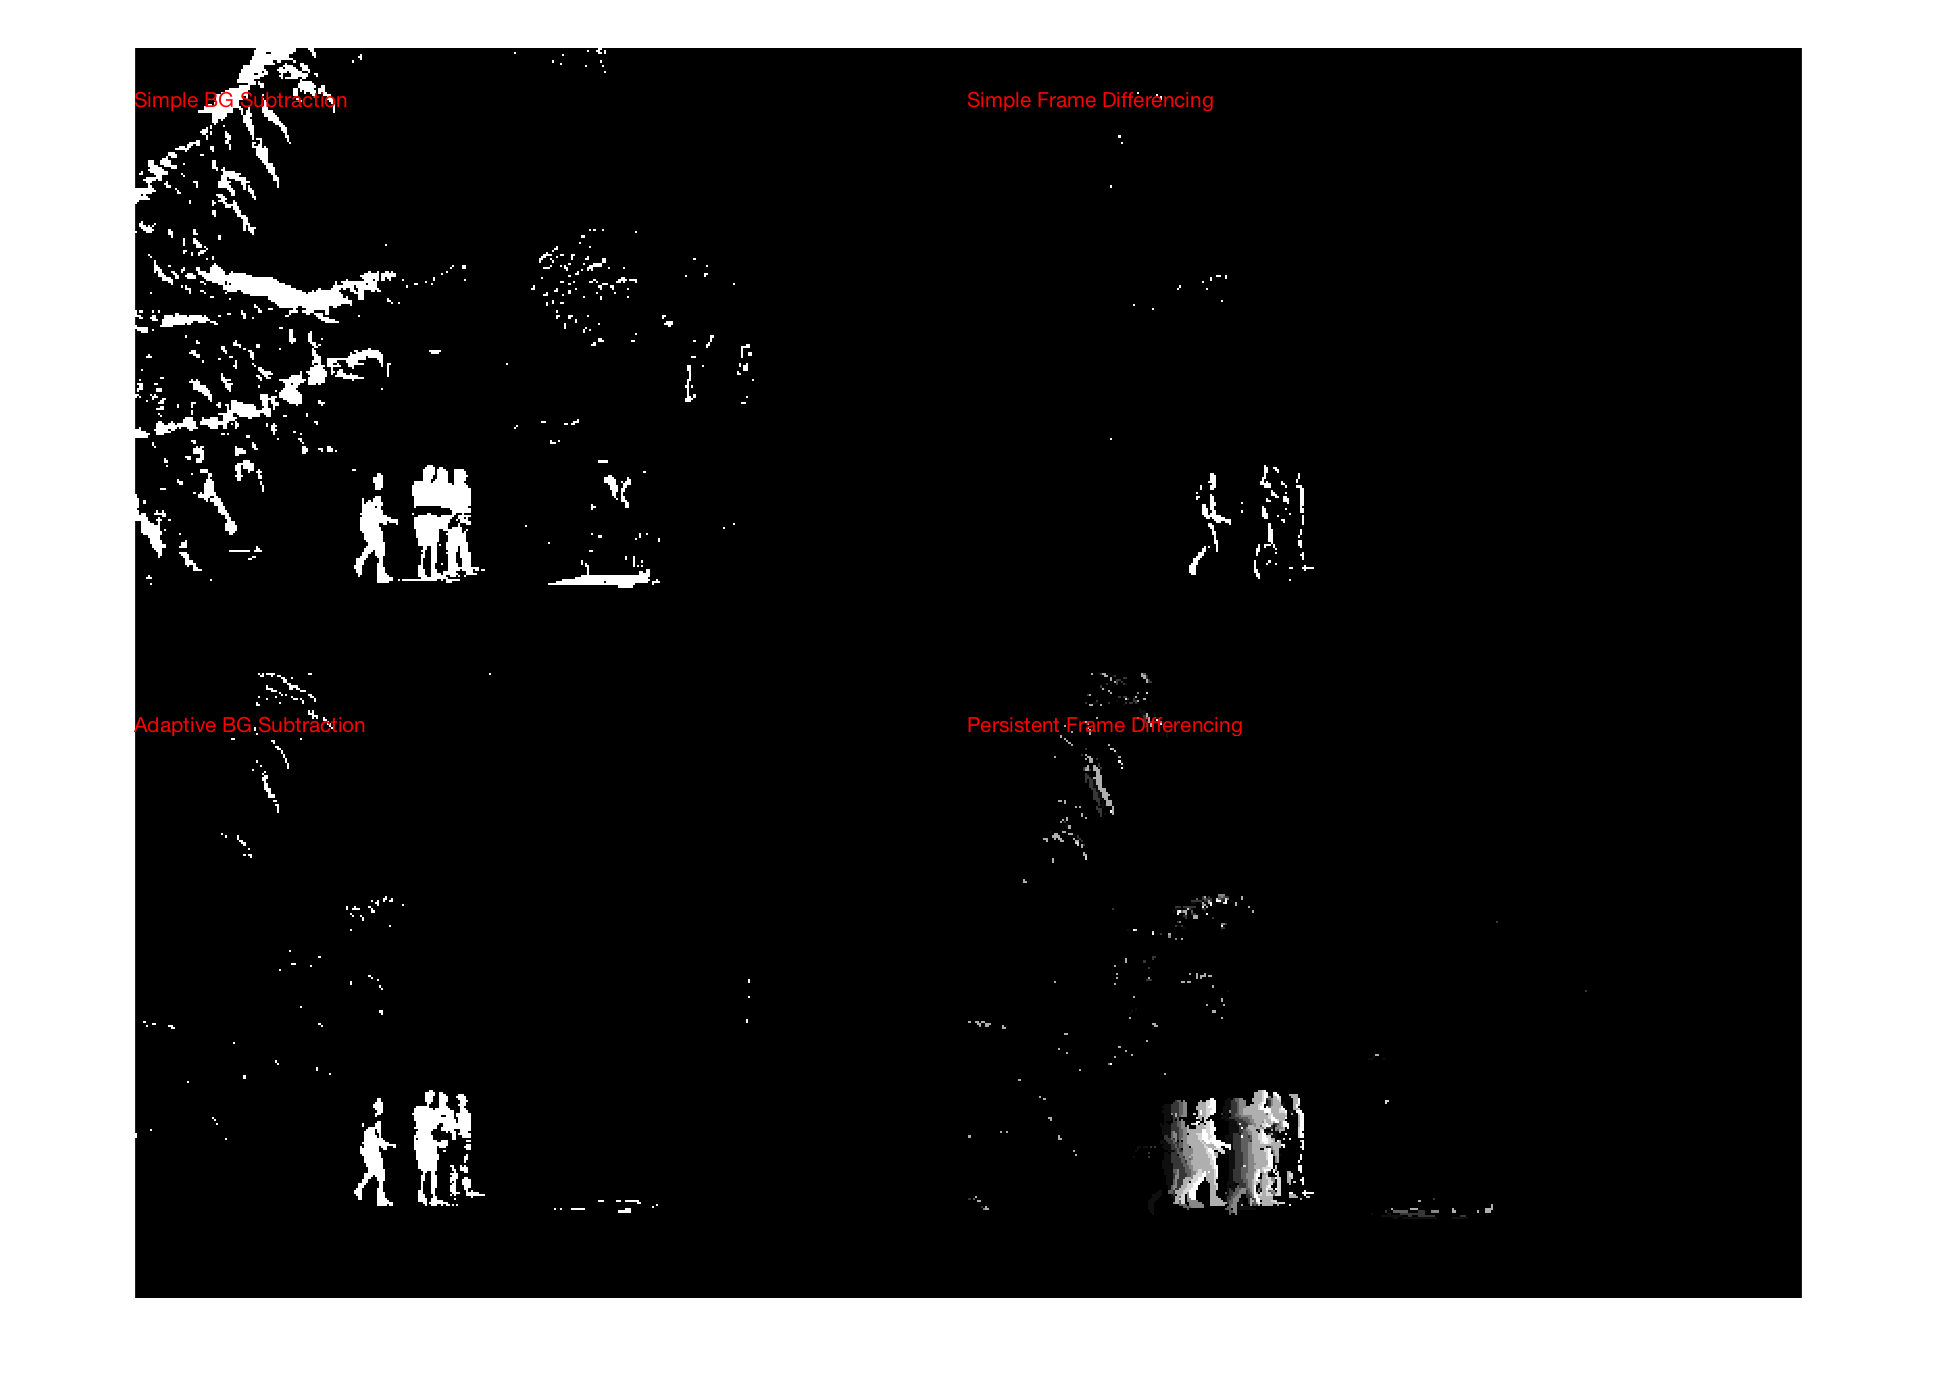 Simple BG Subtraction
Simple Frame Differencing
Adaptive BG Subtraction
Persistent Frame Differencing